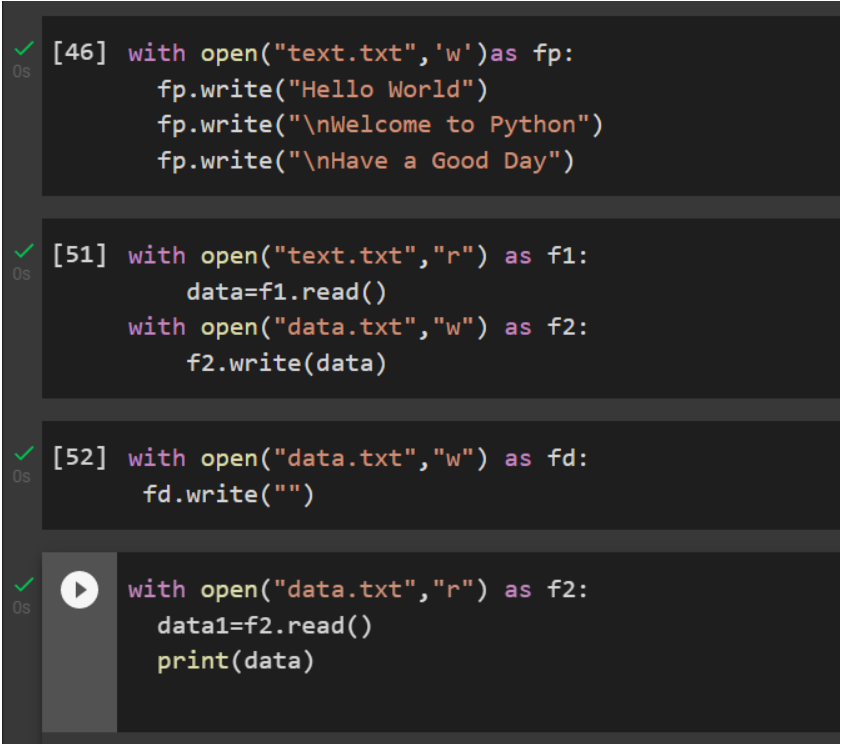 [46] with open("text.txt",'w')as fp:
0s
fp.write("Hello World")
fp.write("\nWelcome to Python")
fp.write("\nHave a Good Day")
[51] with open("text.txt","r") as f1:
0s
data=f1.read()
with open("data.txt","w") as f2:
f2.write(data)
[52] with open("data.txt","w") as fd:
0s
fd.write("")
with open("data.txt","r") as f2:
0s
data1=f2.read()
print(data)